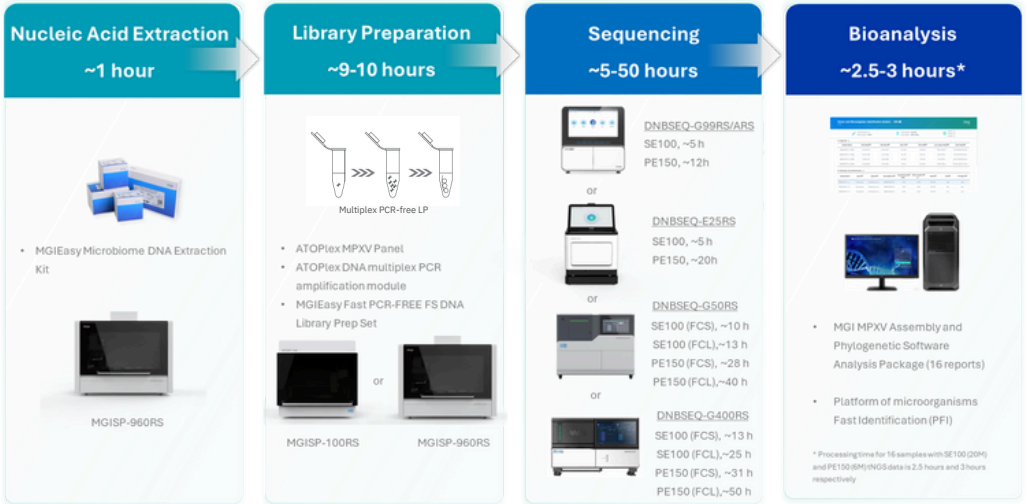 Nucleic Acid Extraction
~1 hour
MGIEasy Microbiome DNA Extraction
Kit
MGISP-960RS
Library Preparation
~9-10 hours
Multiplex PCR-free LP
ATOPlex MPXV Panel
ATOPlex DNA multiplex PCR
amplification module
MGIEasy Fast PCR-FREE FS DNA
Library Prep Set
or
MGISP-100RS
MGISP-960RS
Sequencing
~5-50 hours
DNBSEQ-G99RS/ARS
SE100, ~5 h
PE150, ~12h
or
DNBSEQ-E25RS
SE100, ~5 h
PE150, ~20h
or
DNBSEQ-G50RS
SE100 (FCS), ~10 h
SE100 (FCL),~13 h
PE150 (FCS),~28 h
PE150 (FCL),~40 h
or
DNBSEQ-G400RS
SE100 (FCS), ~13 h
SE100 (FCL),~25 h
PE150 (FCS),~31 h
PE150 (FCL),~50 h
Bioanalysis
~2.5-3 hours*
MGI MPXV Assembly and
Phylogenetic Software
Analysis Package (16 reports)
Platform of microorganisms
Fast Identification (PFI)
* Processing time for 16 samples with SE100 (20M)
and PE150 (6M) tNGS data is 2.5 hours and 3 hours
respectively